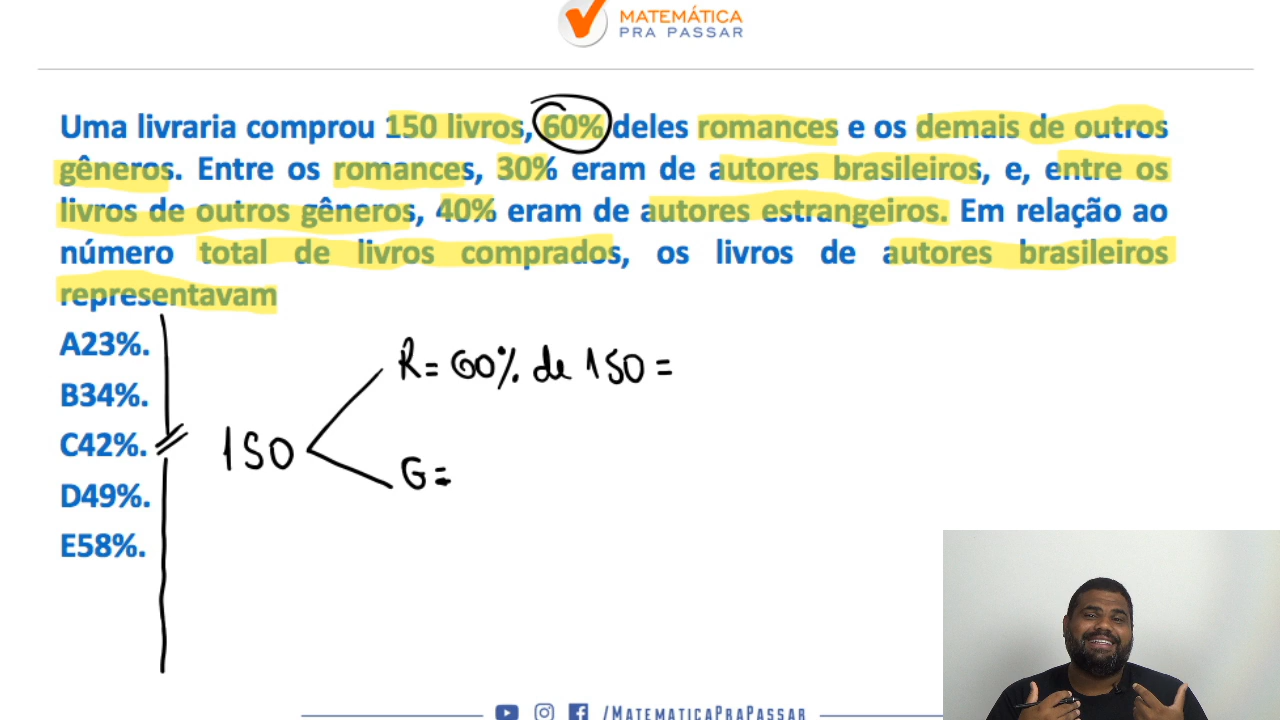 MATEMÁTICA
PRA PASSAR
Uma livraria comprou 150 livros, 60% deles romances e os demais de outros
gêneros. Entre os romances, 30% eram de autores brasileiros, e, entre os
livros de outros gêneros, 40% eram de autores estrangeiros. Em relação ao
número total de livros comprados, os livros de autores brasileiros
representavam
A23%.
B34%.
C42%.
D49%.
E58%.
R= 60% de 150 =
150
G=
/MATEMATICAPRAPASSAR